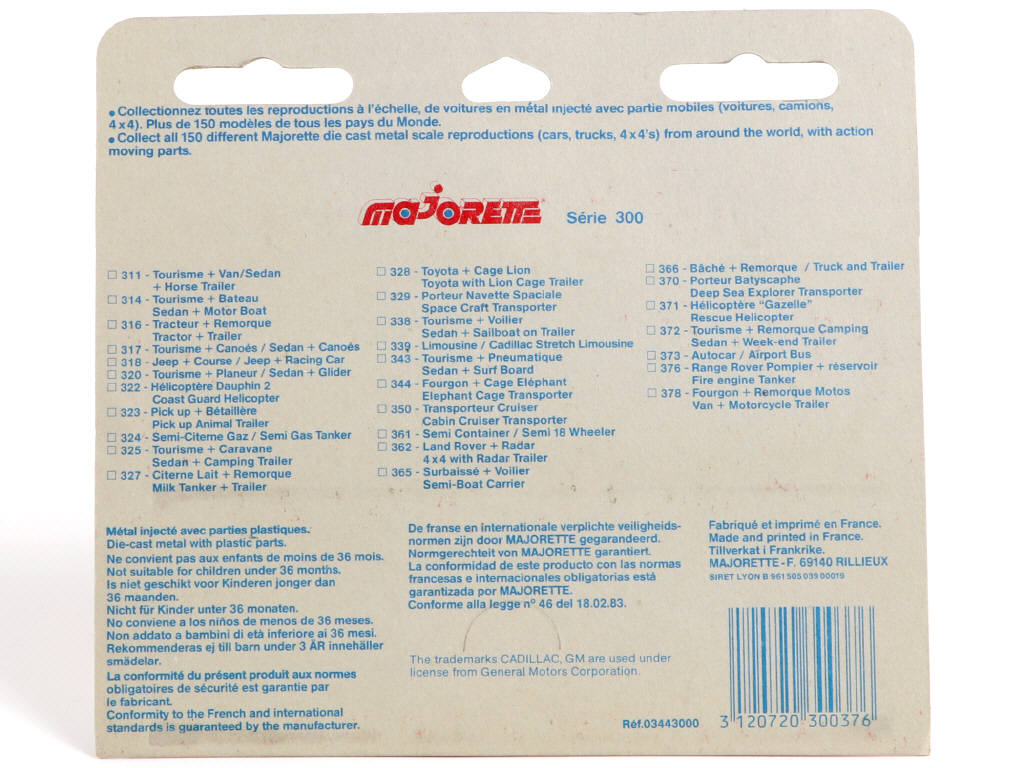 • Collectionnez toutes les reproductions à l'échelle, de voitures en métal injecté avec partie mobiles (voitures, camions,
4x4). Plus de 150 modèles de tous les pays du Monde.
• Collect all 150 different Majorette die cast metal scale reproductions (cars, trucks, 4x4's) from around the world, with action
moving parts.
MAJORETTE Série 300
311 - Tourisme + Van/Sedan
+ Horse Trailer
314 - Tourisme + Bateau
Sedan + Motor Boat
316 - Tracteur + Remorque
Tractor + Trailer
317 - Tourisme + Canoés / Sedan + Canoës
318 - Jeep + Course / Jeep + Racing Car
320 - Tourisme + Planeur / Sedan + Glider
322 - Hélicoptère Dauphin 2
Coast Guard Helicopter
323 - Pick up + Bétaillère
Pick up Animal Trailer
324 - Semi-Citerne Gaz / Semi Gas Tanker
325 - Tourisme + Caravane
Sedan + Camping Trailer
327 - Citerne Lait + Remorque
Milk Tanker + Trailer
328 - Toyota + Cage Lion
Toyota with Lion Cage Trailer
329 - Porteur Navette Spaciale
Space Craft Transporter
338 - Tourisme + Voilier
Sedan + Sailboat on Trailer
339 - Limousine / Cadillac Stretch Limousine
343 - Tourisme + Pneumatique
Sedan + Surf Board
344 - Fourgon + Cage Eléphant
Elephant Cage Transporter
350 - Transporteur Cruiser
Cabin Cruiser Transporter
361 - Semi Container / Semi 18 Wheeler
362 - Land Rover + Radar
4x4 with Radar Trailer
365 - Surbaissé + Voilier
Semi-Boat Carrier
366 - Bâché + Remorque / Truck and Trailer
370 - Porteur Batyscaphe
Deep Sea Explorer Transporter
371 - Hélicoptère "Gazelle"
Rescue Helicopter
372 - Tourisme + Remorque Camping
Sedan + Week-end Trailer
373 - Autocar / Airport Bus
376 - Range Rover Pompier + réservoir
Fire engine Tanker
378 - Fourgon + Remorque Motos
Van + Motorcycle Trailer
Métal injecté avec parties plastiques.
Die-cast metal with plastic parts.
Ne convient pas aux enfants de moins de 36 mois.
Not suitable for children under 36 months.
Is niet geschikt voor Kinderen jonger dan
36 maanden.
Nicht für Kinder unter 36 monaten.
No conviene a los niños de menos de 36 meses.
Non addato a bambini di età inferiore ai 36 mesi.
Rekommenderas ej till barn under 3 ÄR innehäller
smädelar.
La conformité du présent produit aux normes
obligatoires de sécurité est garantie par
le fabricant.
Conformity to the French and international
standards is guaranteed by the manufacturer.
De franse en internationale verplichte veiligheids-
normen zijn door MAJORETTE gegarandeerd.
Normgerechteit von MAJORETTE garantiert.
La conformidad de este producto con las normas
francesas e internacionales obligatorias está
garantizada por MAJORETTE.
Conforme alla legge n° 46 del 18.02.83.
The trademarks CADILLAC, GM are used under
license from General Motors Corporation.
Fabriqué et imprimé en France.
Made and printed in France.
Tillverkat i Frankrike.
MAJORETTE - F. 69140 RILLIEUX
SIRET LYON B 961 505 039 00019
Réf.03443000
3 120720 300376